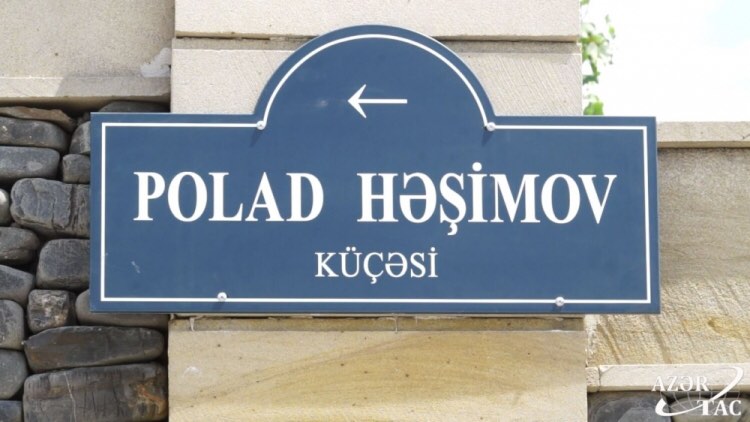 POLAD HƏŞİMOV
KÜÇƏSİ
AZƏR
TAC